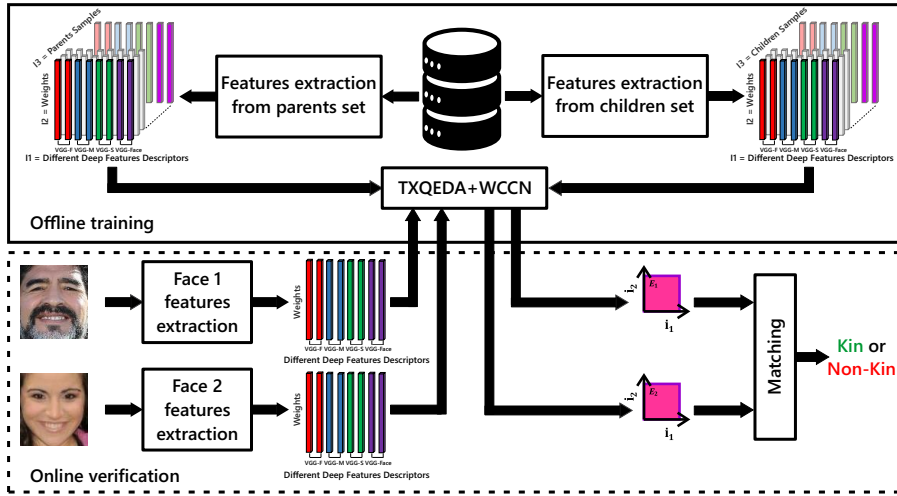 I3 = Parents Samples
I2 = Weights
VGG-F VGG-M VGG-S VGG-Face
I1 = Different Deep Features Descriptors
Features extraction
from parents set
Features extraction
from children set
I3 = Children Samples
I2 = Weights
VGG-F VGG-M VGG-S VGG-Face
I1 = Different Deep Features Descriptors
TXQEDA+WCCN
Offline training
Face 1
features
extraction
Weights
VGG-F VGG-M VGG-S VGG-Face
Different Deep Features Descriptors
i2
E1
i1
Face 2
features
extraction
Weights
VGG-F VGG-M VGG-S VGG-Face
Different Deep Features Descriptors
i2
E2
i1
Matching
Kin or
Non-Kin
Online verification